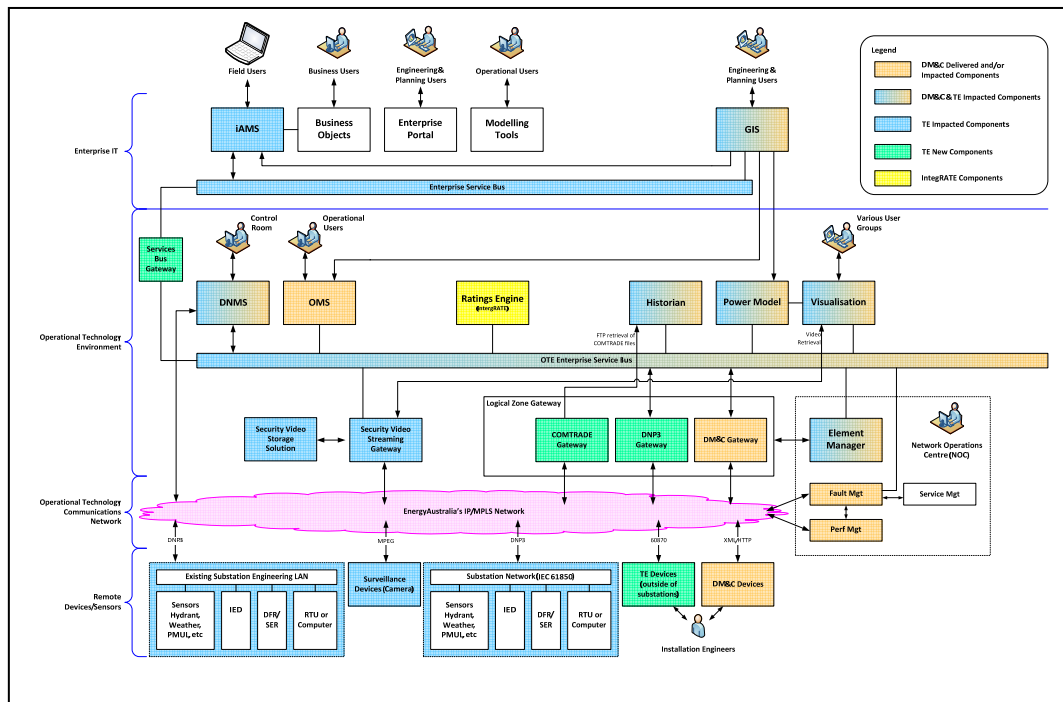 Field Users
Business Users
Engineering&
Planning Users
Operational Users
Engineering &
Planning Users
Legend
DM&C Delivered and/or
Impacted Components
DM&C & TE Impacted Components
TE Impacted Components
TE New Components
IntegRATE Components
Enterprise IT
iAMS
Business
Objects
Enterprise
Portal
Modelling
Tools
GIS
Enterprise Service Bus
Services
Bus
Gateway
Control
Room
Operational
Users
Various User
Groups
DNMS
OMS
Ratings Engine
(IntergRATE)
Historian
Power Model
Visualisation
Operational Technology
Environment
FTP retrieval of
COMTRADE files
Video
Retrieval
OTE Enterprise Service Bus
Logical Zone Gateway
Security Video
Storage
Solution
Security Video
Streaming
Gateway
COMTRADE
Gateway
DNP3
Gateway
DM&C Gateway
Element
Manager
Network Operations
Centre (NOC)
Operational Technology
Communications
Network
EnergyAustralia's IP/MPLS Network
Fault Mgt
Service Mgt
Perf Mgt
DNP3
MPEG
DNP3
60870
XML/HTTP
Remote
Devices/Sensors
Existing Substation Engineering LAN
Sensors
Hydrant,
Weather,
PMUL, etc
IED
DFR/
SER
RTU or
Computer
Surveillance
Devices (Camera)
Substation Network (IEC 61850)
Sensors
Hydrant,
Weather,
PMUL, etc
IED
DFR/
SER
RTU or
Computer
TE Devices
(outside of
substations)
DM&C Devices
Installation Engineers